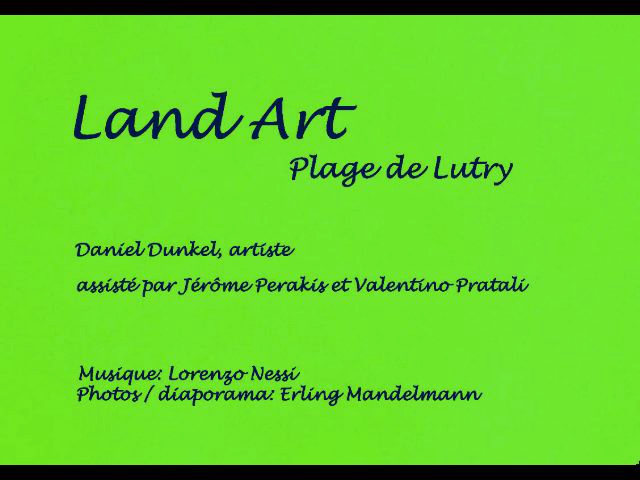 Land Art
Plage de Lutry
Daniel Dunkel, artiste
assisté par Jérôme Perakis et Valentino Pratali
Musique: Lorenzo Nessi
Photos / diaporama: Erling Mandelmann